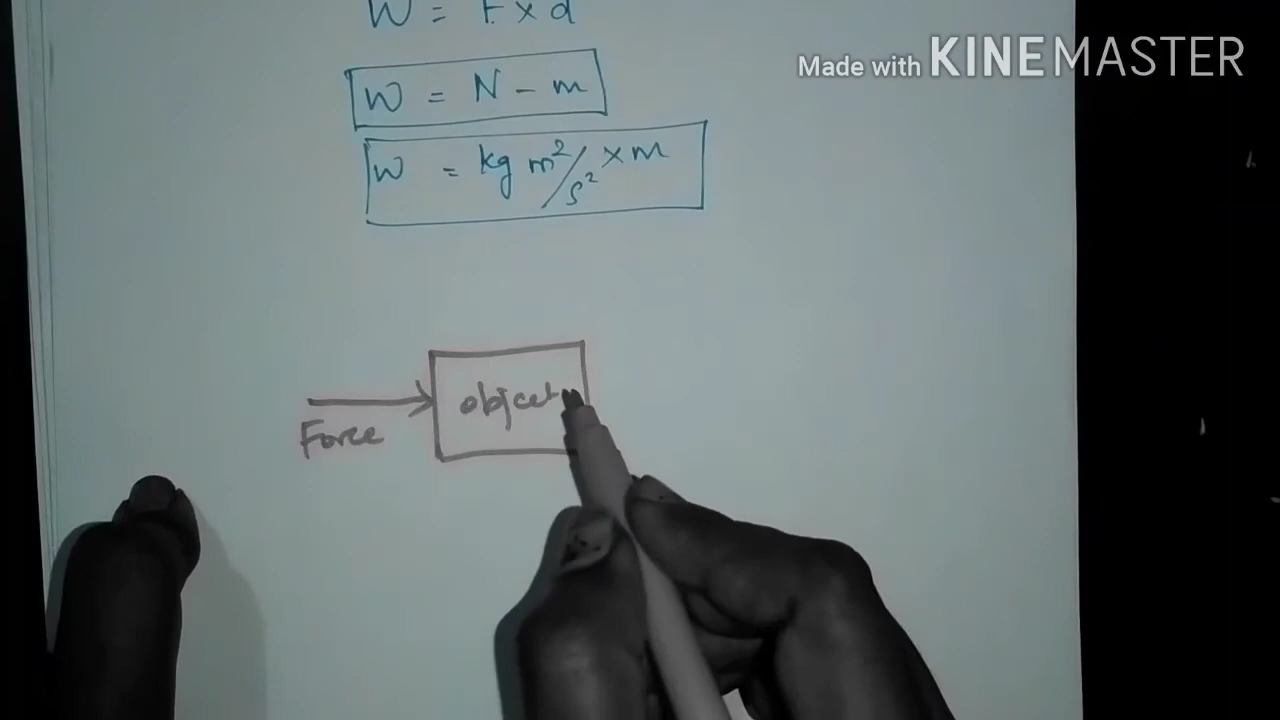 W = F x d
Made with KINEMASTER
W = N - m
W = kg m²/s² x m
object
Force